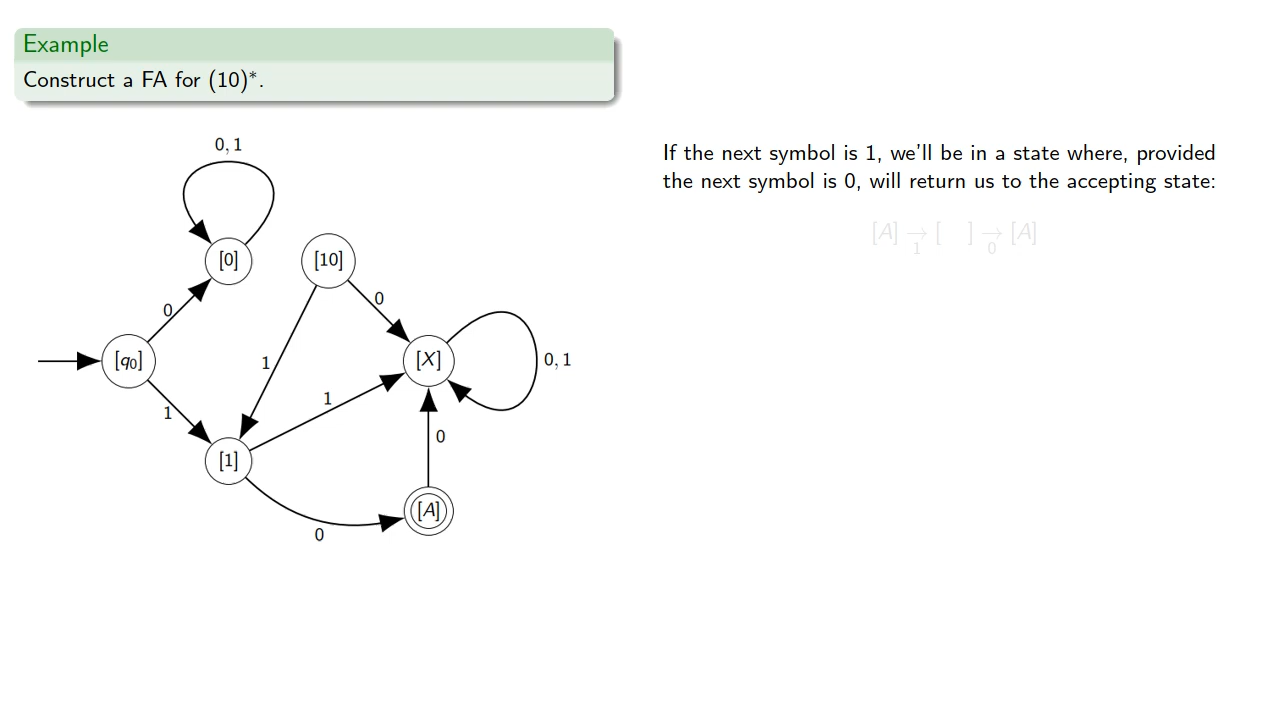 Example
Construct a FA for (10)*.
0, 1
If the next symbol is 1, we'll be in a state where, provided
the next symbol is 0, will return us to the accepting state:
[A] →₁ [ ] →₀ [A]
[0]
[10]
0
0
[q₀]
1
[X]
0, 1
1
1
0
[1]
[A]
0